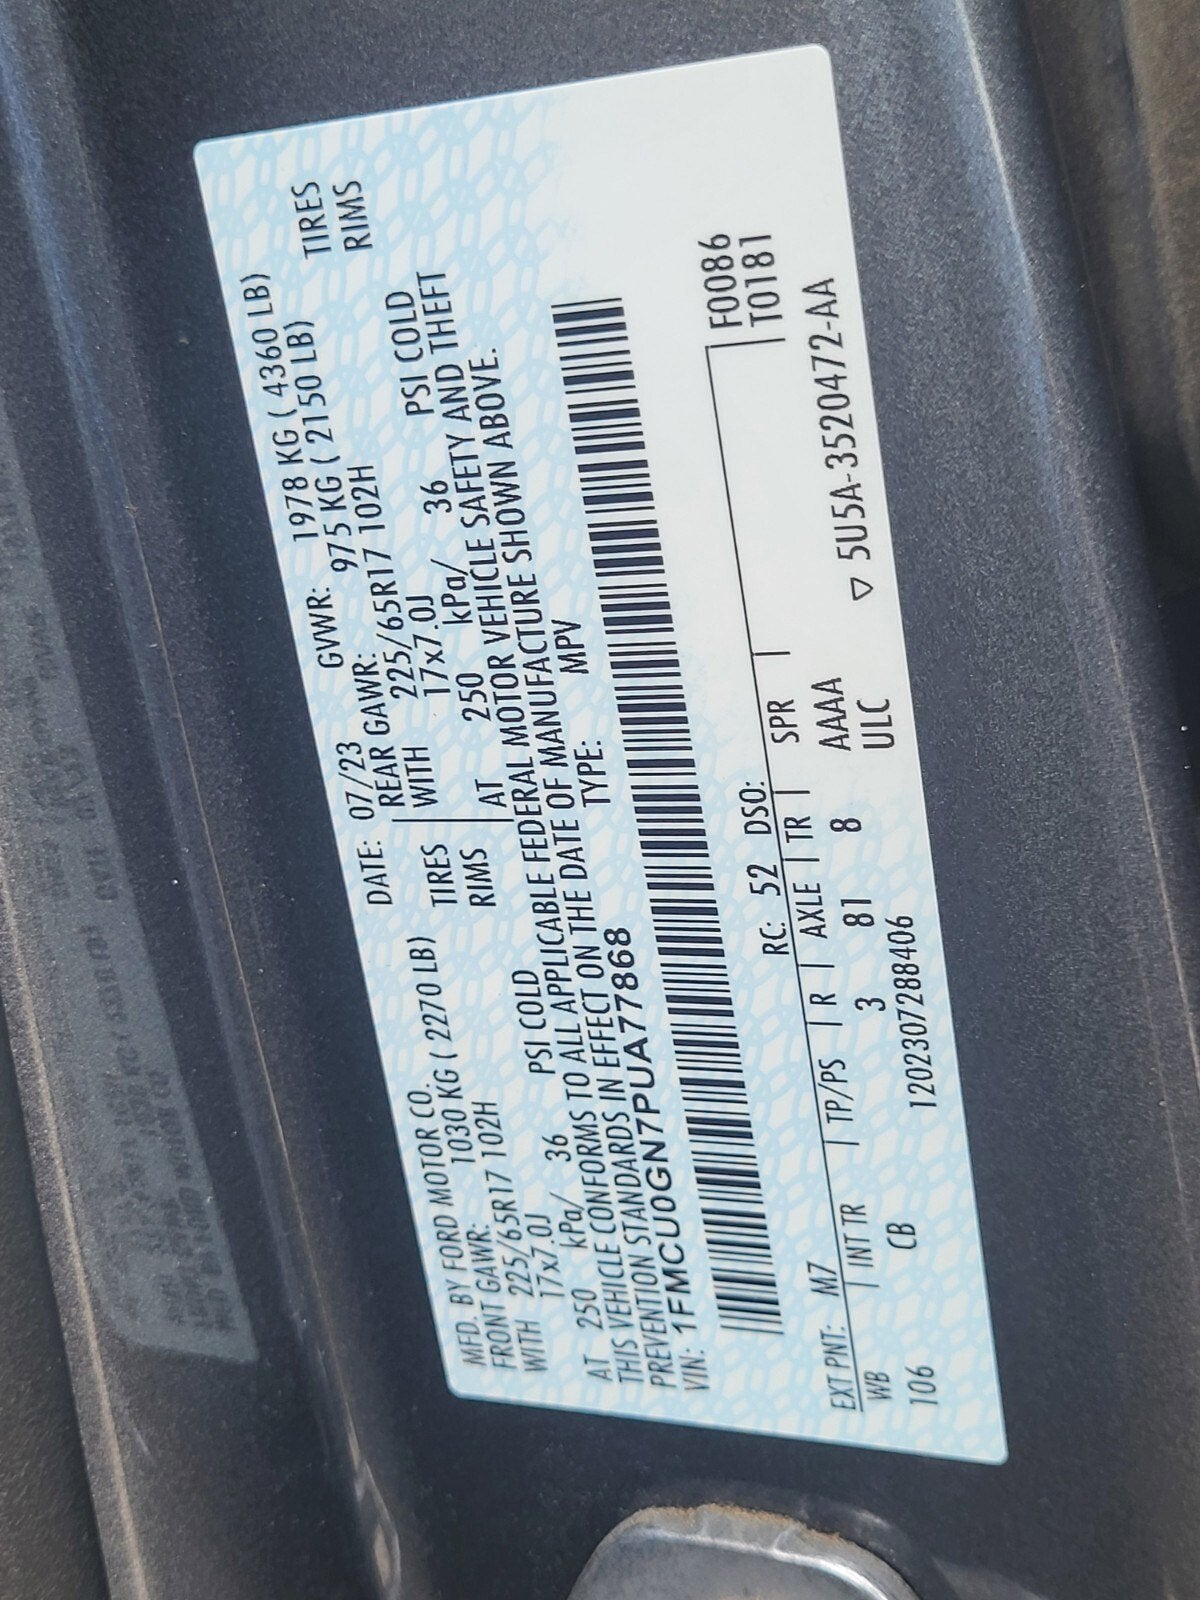 MFD. BY FORD MOTOR CO. DATE: 07/23 GVWR: 1978 KG ( 4360 LB)
FRONT GAWR: 1030 KG ( 2270 LB) REAR GAWR: 975 KG ( 2150 LB)
WITH 225/65R17 102H TIRES WITH 225/65R17 102H TIRES
17x7.0J RIMS 17x7.0J RIMS
AT 250 kPa/ 36 PSI COLD AT 250 kPa/ 36 PSI COLD
THIS VEHICLE CONFORMS TO ALL APPLICABLE FEDERAL MOTOR VEHICLE SAFETY AND THEFT
PREVENTION STANDARDS IN EFFECT ON THE DATE OF MANUFACTURE SHOWN ABOVE.
VIN: 1FMCU0GN7PUA77868 TYPE: MPV
F0086
T0181
EXT PNT: M7 RC: 52 DSO:
WB INT TR TP/PS R AXLE TR SPR
106 CB 3 81 8 AAAA
120230728840​6 ULC
▽ 5U5A-3520472-AA